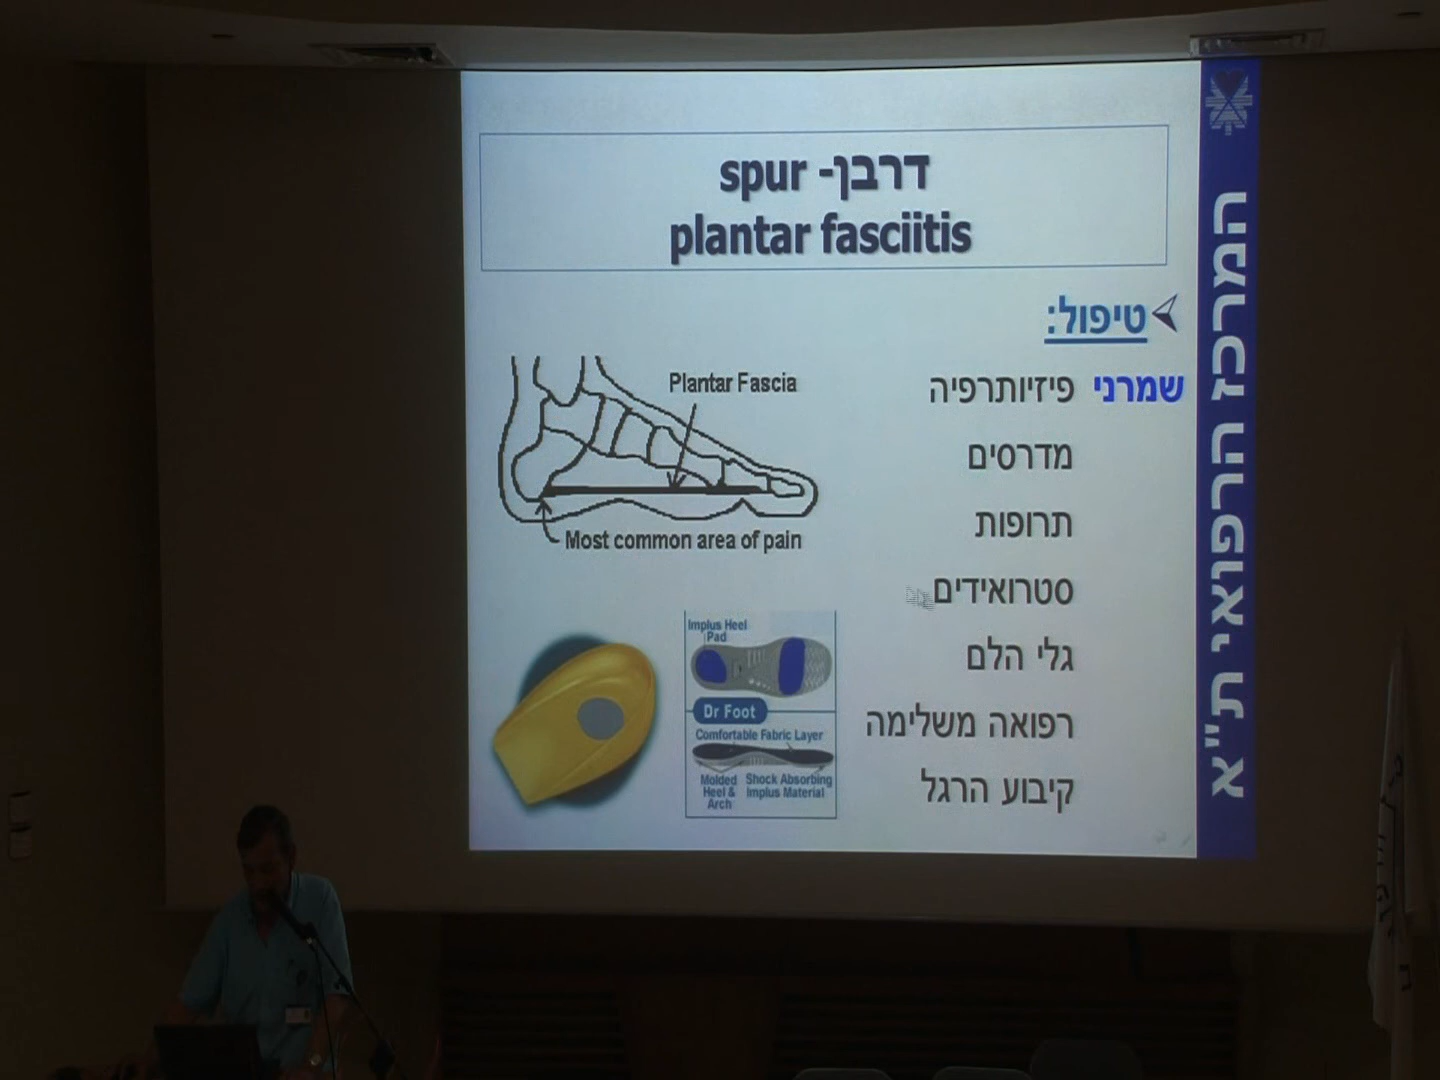 דרבן- spur
plantar fasciitis
טיפול:
שמרני פיזיותרפיה
מדרסים
תרופות
סטרואידים
גלי הלם
רפואה משלימה
קיבוע הרגל
Plantar Fascia
Most common area of pain
Implus Heel
Pad
Dr Foot
Comfortable Fabric Layer
Molded
Heel &
Arch
Shock Absorbing
Implus Material
המרכז הרפואי ת"א